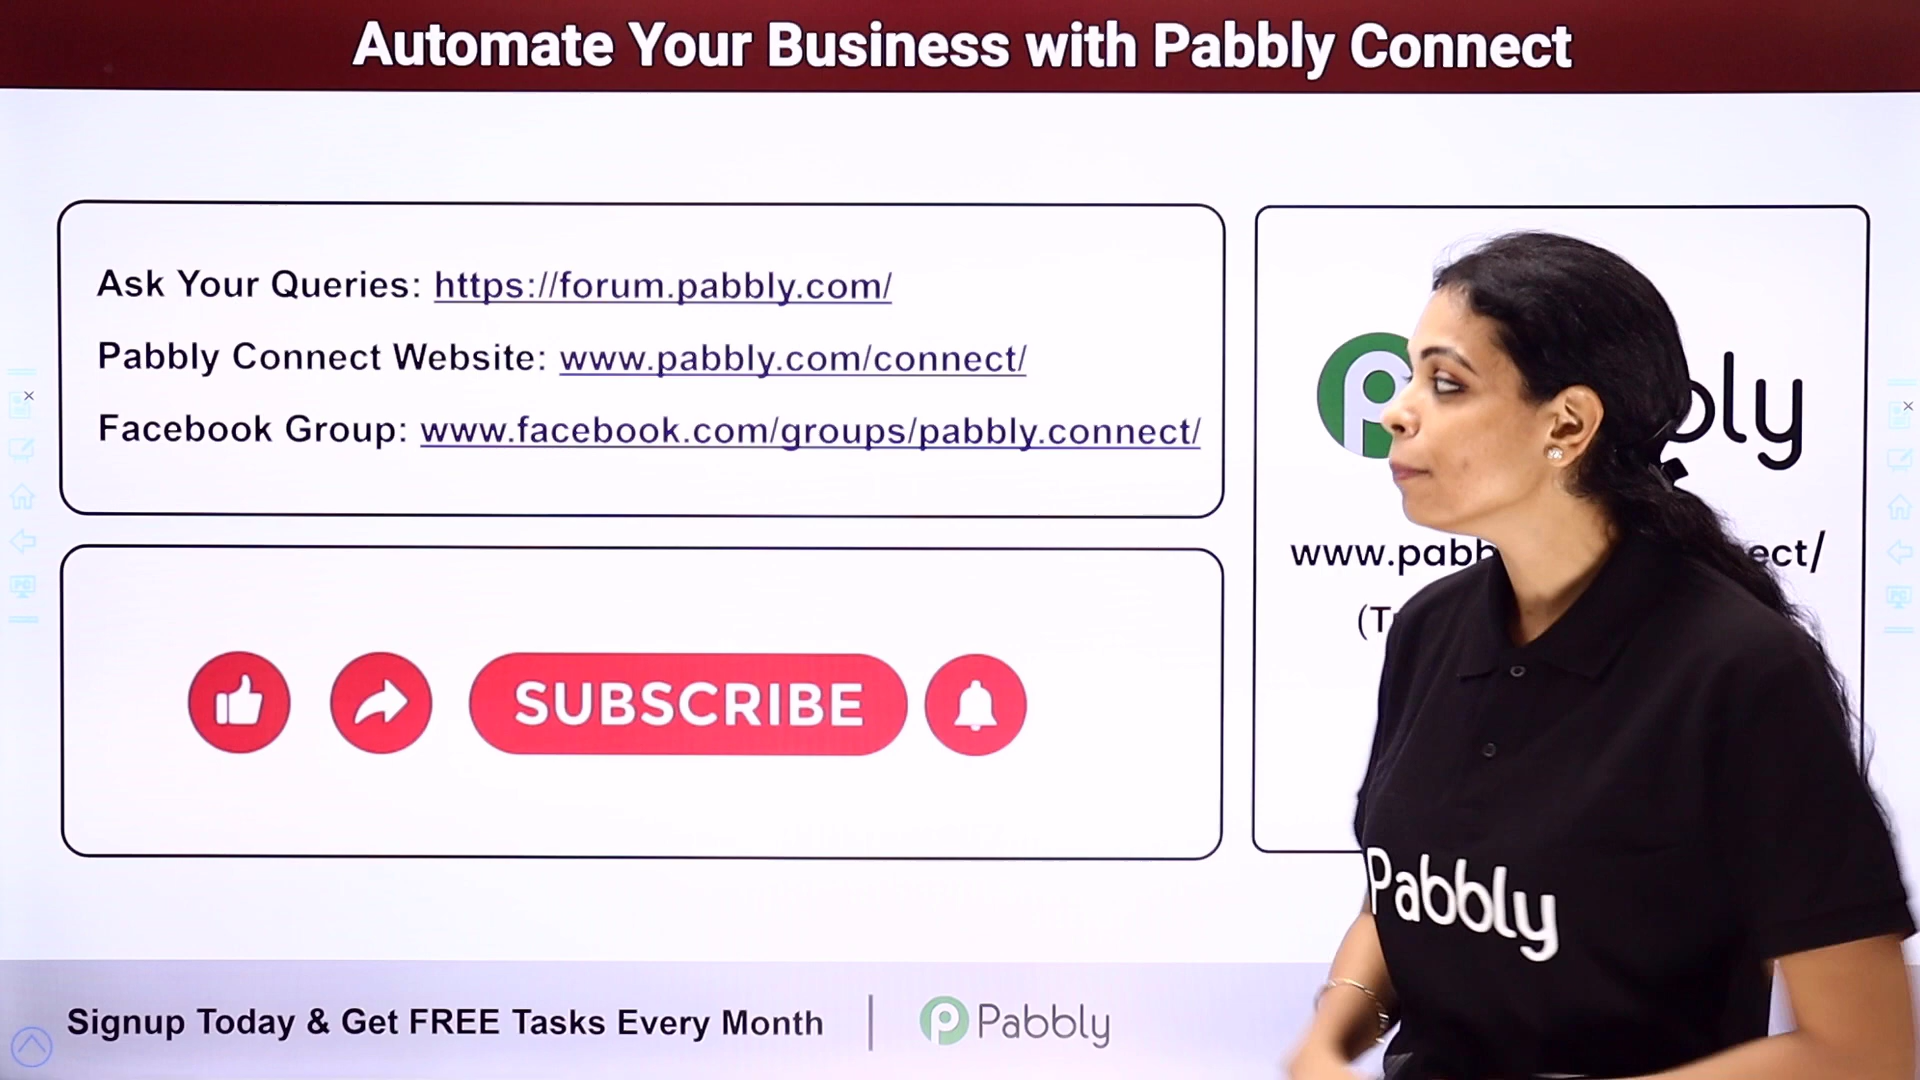 Automate Your Business with Pabbly Connect
Ask Your Queries: https://forum.pabbly.com/
Pabbly Connect Website: www.pabbly.com/connect/
Facebook Group: www.facebook.com/groups/pabbly.connect/
SUBSCRIBE
Pabbly
Signup Today & Get FREE Tasks Every Month
Pabbly